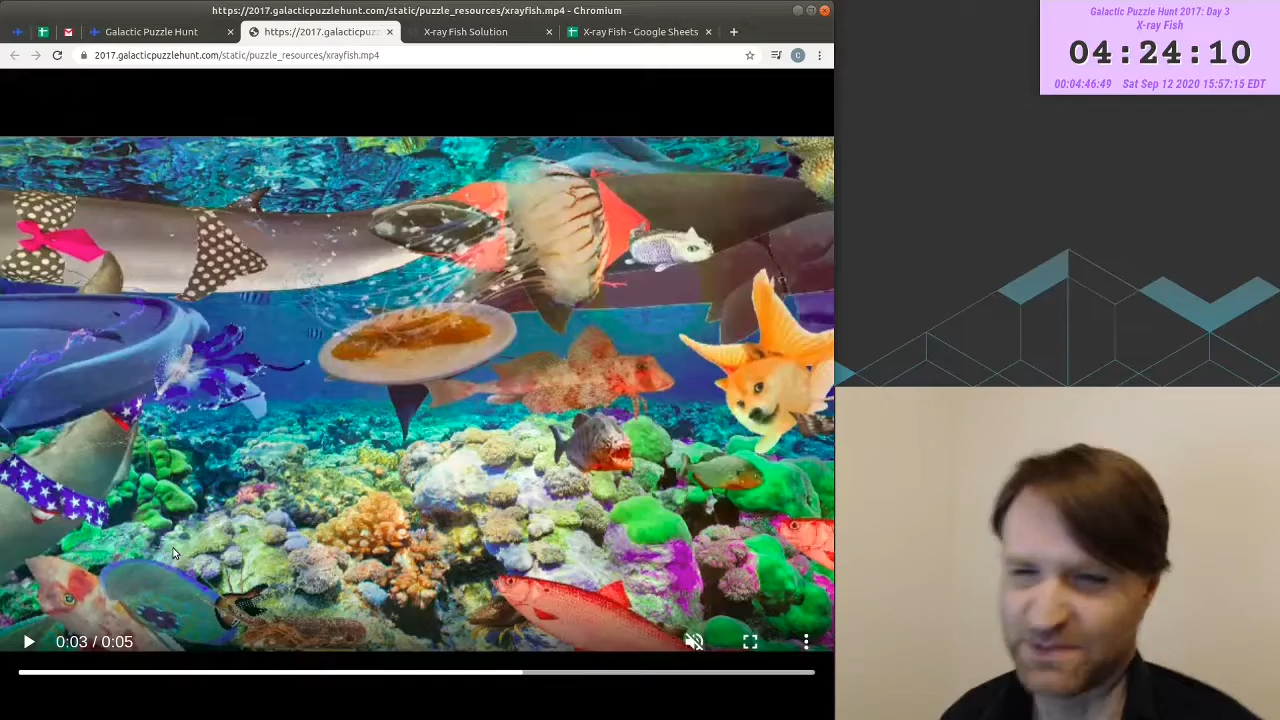 https://2017.galacticpuzzlehunt.com/static/puzzle_resources/xrayfish.mp4 - Chromium
Galactic Puzzle Hunt
https://2017.galacticpuzz
X-ray Fish Solution
X-ray Fish - Google Sheets
2017.galacticpuzzlehunt.com/static/puzzle_resources/xrayfish.mp4
C
0:03 / 0:05
Galactic Puzzle Hunt 2017: Day 3
X-ray Fish
04:24:10
00:04:46:49 Sat Sep 12 2020 15:57:15 EDT